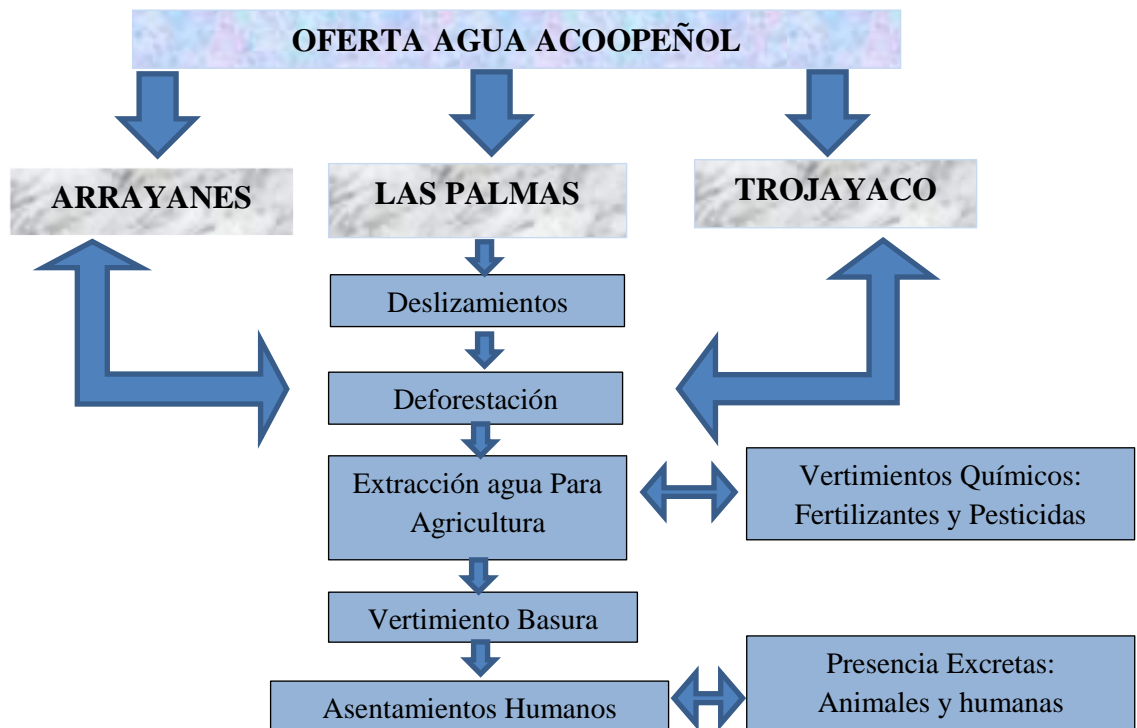 OFERTA AGUA ACOOPEÑOL
ARRAYANES
LAS PALMAS
TROJAYACO
Deslizamientos
Deforestación
Extracción agua Para
Agricultura
Vertimientos Químicos:
Fertilizantes y Pesticidas
Vertimiento Basura
Asentamientos Humanos
Presencia Excretas:
Animales y humanas